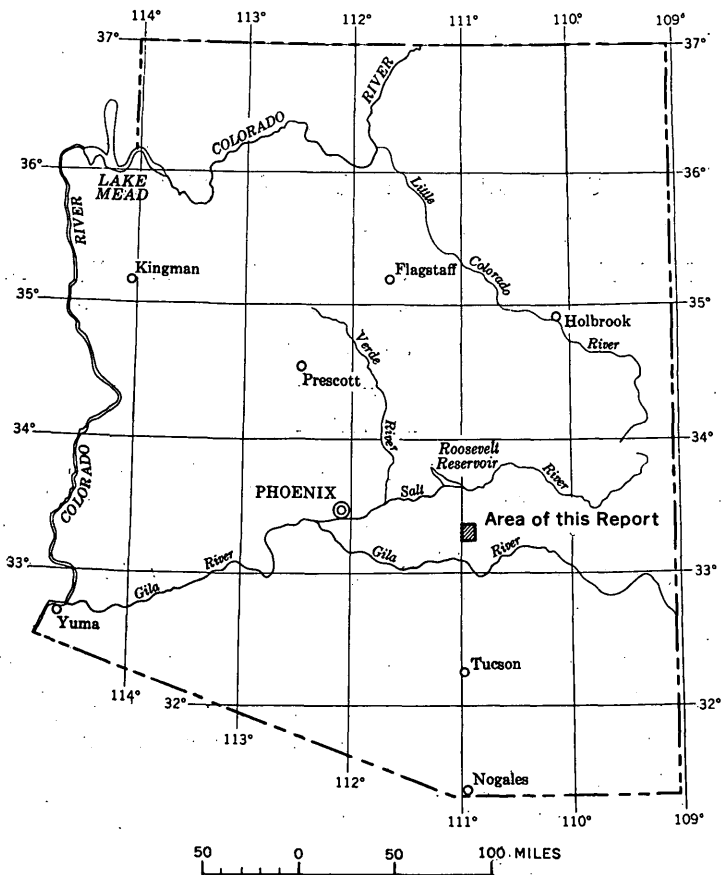 114° 113° 112° 111° 110° 109°
37° 37°
RIVER
COLORADO
36° 36°
LAKE
MEAD
Little
RIVER
Kingman
Flagstaff
Colorado
35° 35°
Holbrook
River
Verde
Prescott
River
34° 34°
Roosevelt
Reservoir
River
COLORADO
PHOENIX
Salt
Area of this Report
Gila
River
River
33° 33°
Gila
Yuma
Tucson
114°
32° 32°
113°
112°
Nogales
111° 110° 109°
50 0 50 100 MILES